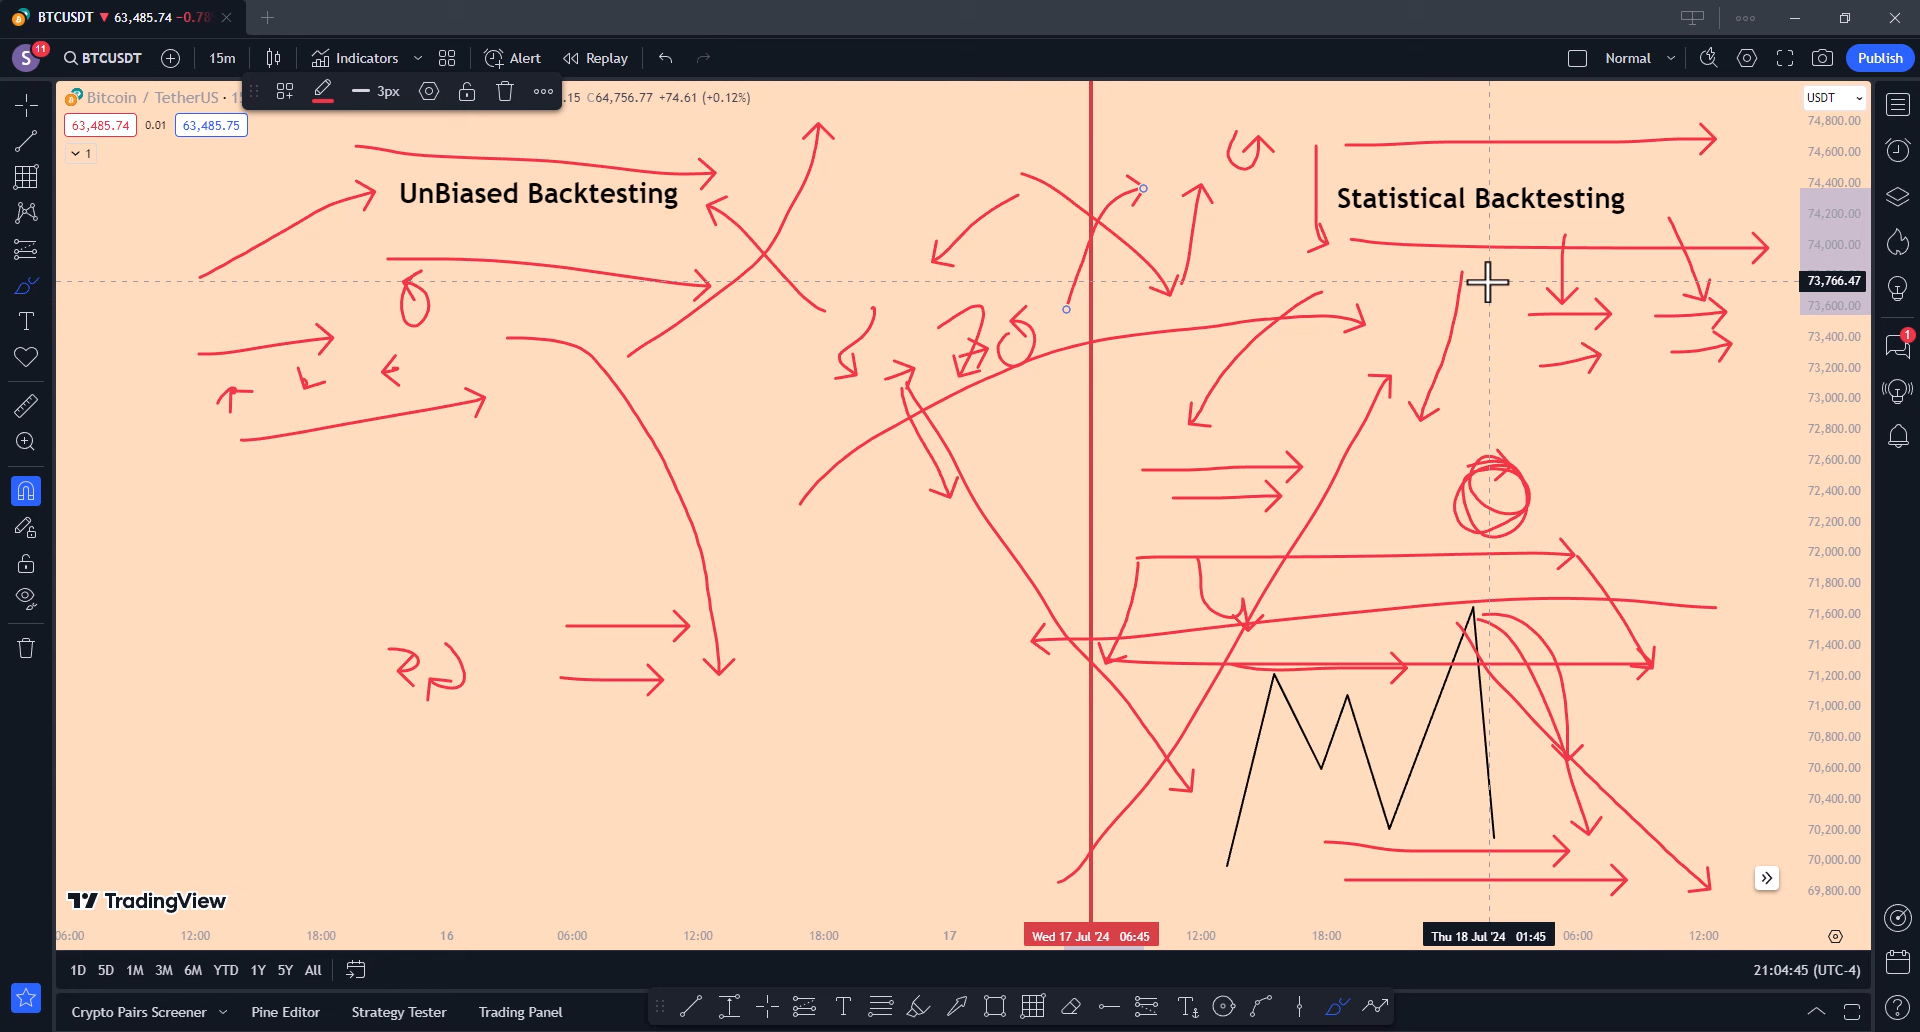 BTCUSDT ▼ 63,485.74 −0.78
S 11 BTCUSDT 15m Indicators Alert Replay Normal Publish
3px
Bitcoin / TetherUS · 1 .15 C64,756.77 +74.61 (+0.12%) USDT
63,485.74 0.01 63,485.75
1
UnBiased Backtesting
Statistical Backtesting
74,800.00
74,600.00
74,400.00
74,200.00
74,000.00
73,766.47
73,600.00
73,400.00
73,200.00
73,000.00
72,800.00
72,600.00
72,400.00
72,200.00
72,000.00
71,800.00
71,600.00
71,400.00
71,200.00
71,000.00
70,800.00
70,600.00
70,400.00
70,200.00
70,000.00
69,800.00
1
TradingView
06:00 12:00 18:00 16 06:00 12:00 18:00 17 Wed 17 Jul '24 06:45 12:00 18:00 Thu 18 Jul '24 01:45 06:00 12:00
1D 5D 1M 3M 6M YTD 1Y 5Y All 21:04:45 (UTC-4)
Crypto Pairs Screener Pine Editor Strategy Tester Trading Panel